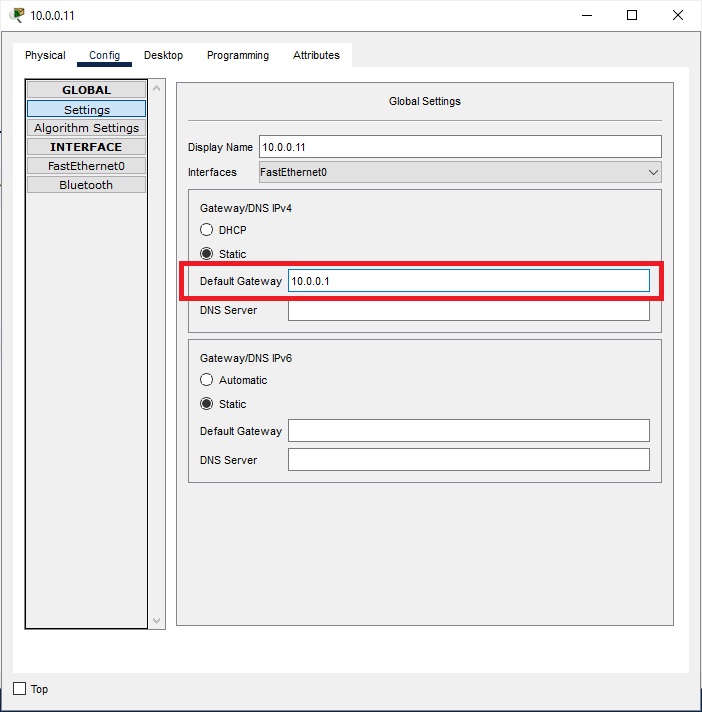 10.0.0.11
Physical Config Desktop Programming Attributes
GLOBAL
Settings
Algorithm Settings
INTERFACE
FastEthernet0
Bluetooth
Global Settings
Display Name 10.0.0.11
Interfaces FastEthernet0
Gateway/DNS IPv4
DHCP
Static
Default Gateway 10.0.0.1
DNS Server
Gateway/DNS IPv6
Automatic
Static
Default Gateway
DNS Server
Top